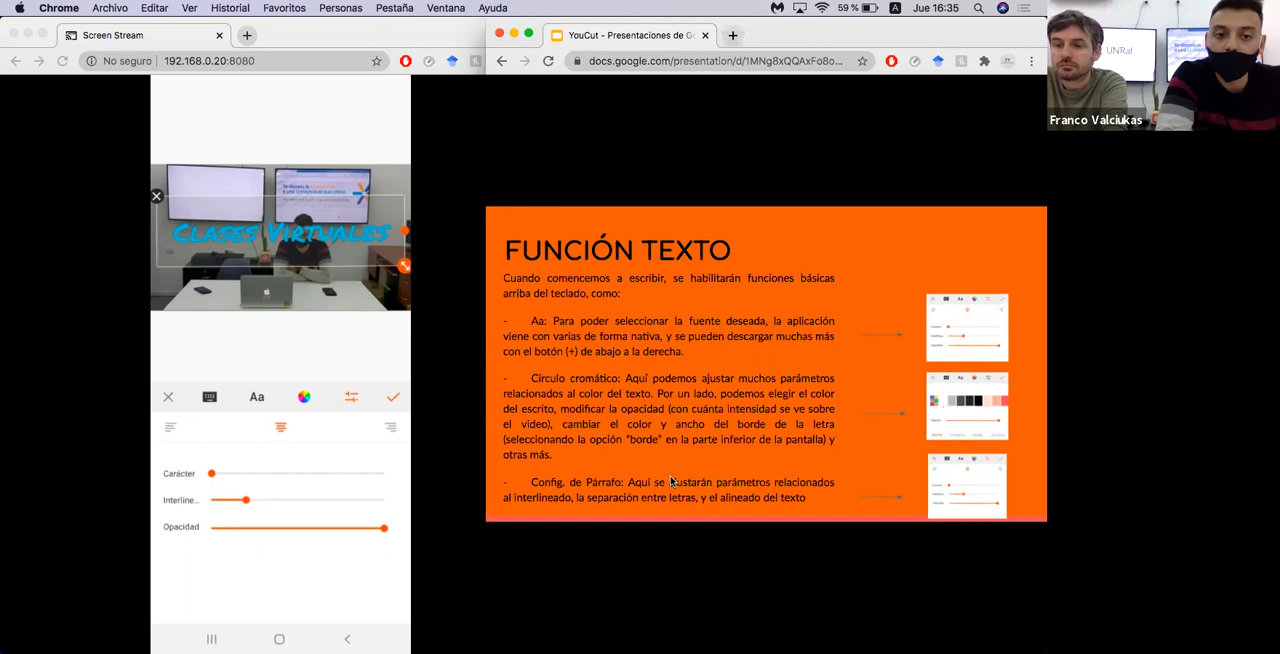 Chrome Archivo Editar Ver Historial Favoritos Personas Pestaña Ventana Ayuda
59 % A Jue 16:35
Screen Stream
No seguro 192.168.0.20:8080
YouCut - Presentaciones de Go
docs.google.com/presentation/d/1MNg8xQQAxFo8o...
UNRaf
Franco Valciukas
Clases Virtuales
Aa
Carácter
Interline...
Opacidad
FUNCIÓN TEXTO
Cuando comencemos a escribir, se habilitarán funciones básicas
arriba del teclado, como:
- Aa: Para poder seleccionar la fuente deseada, la aplicación
viene con varias de forma nativa, y se pueden descargar muchas más
con el botón (+) de abajo a la derecha.
- Círculo cromático: Aquí podemos ajustar muchos parámetros
relacionados al color del texto. Por un lado, podemos elegir el color
del escrito, modificar la opacidad (con cuánta intensidad se ve sobre
el video), cambiar el color y ancho del borde de la letra
(seleccionando la opción "borde" en la parte inferior de la pantalla) y
otras más.
- Config. de Párrafo: Aquí se ajustarán parámetros relacionados
al interlineado, la separación entre letras, y el alineado del texto
Aa
Aa
Aa